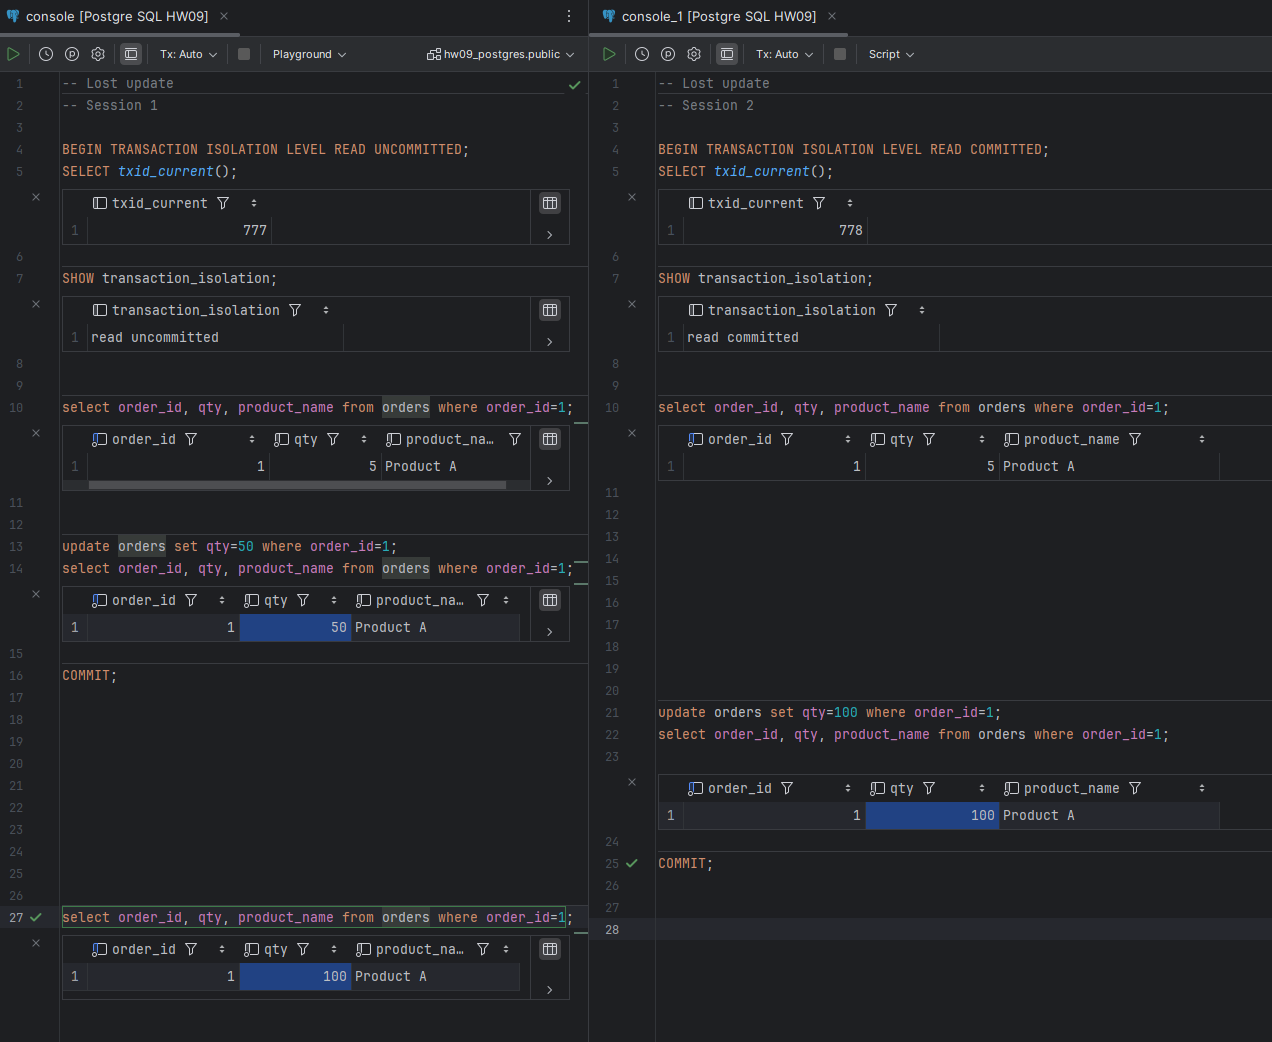 console [Postgre SQL HW09]
Tx: Auto
Playground
hw09_postgres.public
1 -- Lost update
2 -- Session 1
3
4 BEGIN TRANSACTION ISOLATION LEVEL READ UNCOMMITTED;
5 SELECT txid_current();
txid_current
1 777
6
7 SHOW transaction_isolation;
transaction_isolation
1 read uncommitted
8
9
10 select order_id, qty, product_name from orders where order_id=1;
order_id qty product_na…
1 1 5 Product A
11
12
13 update orders set qty=50 where order_id=1;
14 select order_id, qty, product_name from orders where order_id=1;
order_id qty product_na…
1 1 50 Product A
15
16 COMMIT;
17
18
19
20
21
22
23
24
25
26
27 select order_id, qty, product_name from orders where order_id=1;
order_id qty product_na…
1 1 100 Product A
console_1 [Postgre SQL HW09]
Tx: Auto
Script
1 -- Lost update
2 -- Session 2
3
4 BEGIN TRANSACTION ISOLATION LEVEL READ COMMITTED;
5 SELECT txid_current();
txid_current
1 778
6
7 SHOW transaction_isolation;
transaction_isolation
1 read committed
8
9
10 select order_id, qty, product_name from orders where order_id=1;
order_id qty product_name
1 1 5 Product A
11
12
13
14
15
16
17
18
19
20
21 update orders set qty=100 where order_id=1;
22 select order_id, qty, product_name from orders where order_id=1;
23
order_id qty product_name
1 1 100 Product A
24
25 COMMIT;
26
27
28